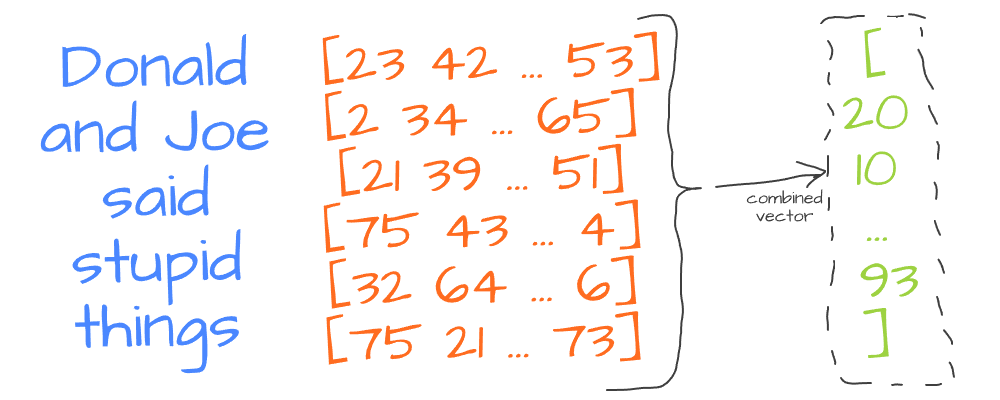 Donald
and Joe
said
stupid
things
[23 42 ... 53]
[2 34 ... 65]
[21 39 ... 51]
[75 43 ... 4]
[32 64 ... 6]
[75 21 ... 73]
combined
vector
[
20
10
...
93
]